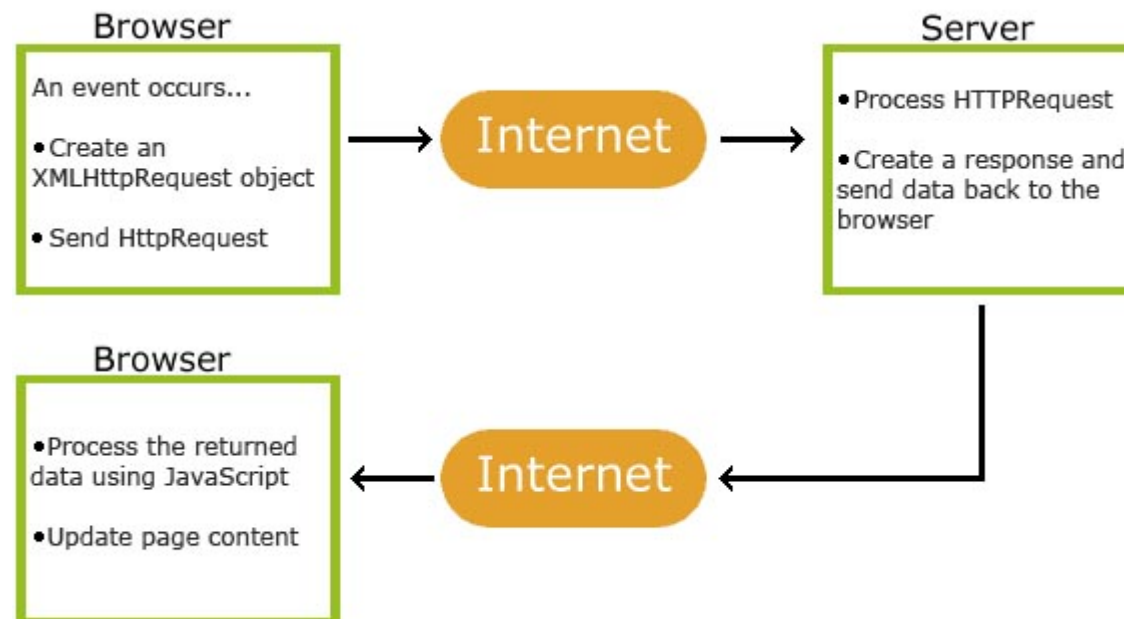 Browser
An event occurs...
•Create an
XMLHttpRequest object
• Send HttpRequest
Internet
Server
•Process HTTPRequest
•Create a response and
send data back to the
browser
Browser
•Process the returned
data using JavaScript
•Update page content
Internet